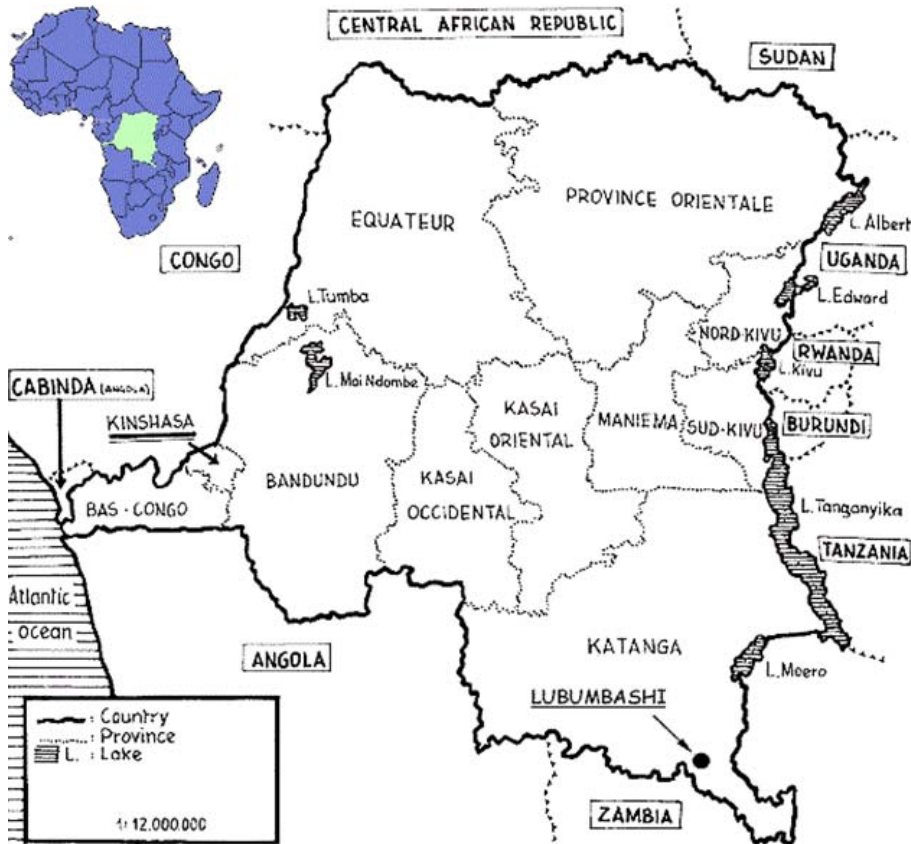 CENTRAL AFRICAN REPUBLIC
SUDAN
PROVINCE ORIENTALE
EQUATEUR
L. Albert
CONGO
UGANDA
L.Tumba
L.Edward
NORD-KIVU
RWANDA
L. Kivu
L. Mai Ndombe
CABINDA (ANGOLA)
KINSHASA
KASAI
ORIENTAL
MANIEMA
SUD-KIVU
BURUNDI
BANDUNDU
KASAI
OCCIDENTAL
BAS-CONGO
L.Tanganyika
TANZANIA
Atlantic
ocean
ANGOLA
KATANGA
L.Moero
LUBUMBASHI
: Country
: Province
L. : Lake
1:12.000.000
ZAMBIA